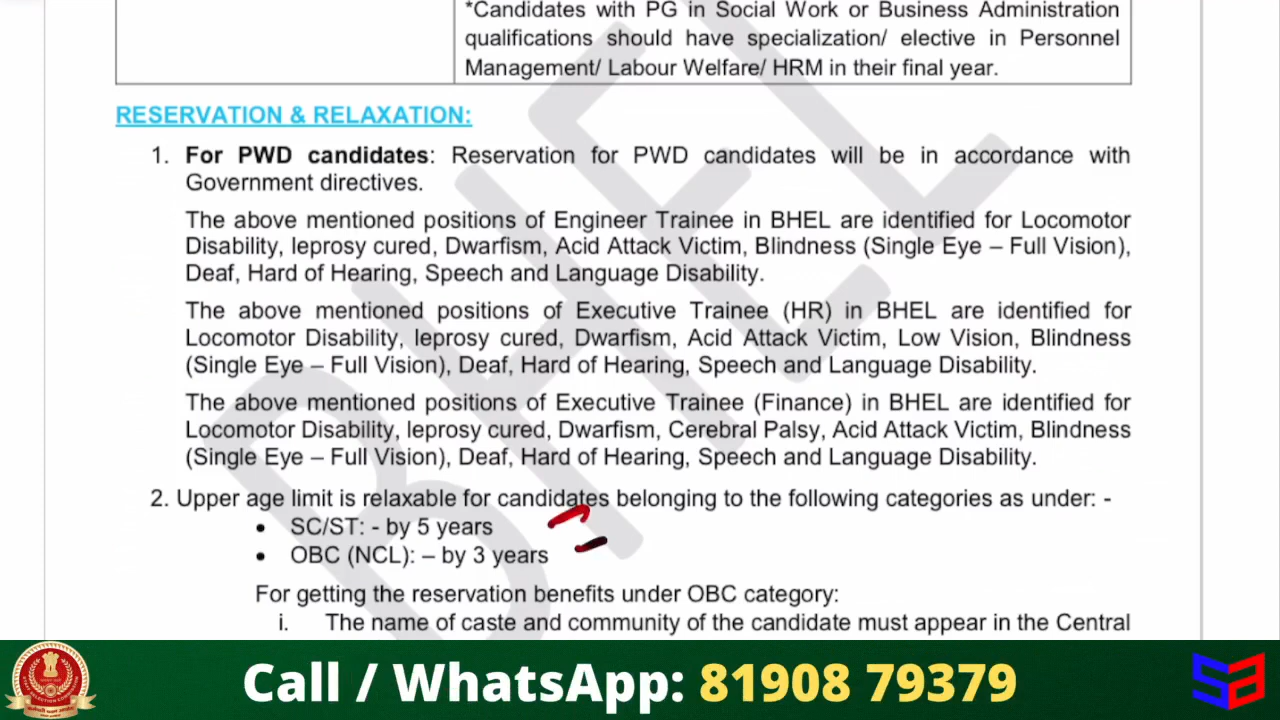 *Candidates with PG in Social Work or Business Administration
qualifications should have specialization/ elective in Personnel
Management/ Labour Welfare/ HRM in their final year.
RESERVATION & RELAXATION:
1. For PWD candidates: Reservation for PWD candidates will be in accordance with
Government directives.
The above mentioned positions of Engineer Trainee in BHEL are identified for Locomotor
Disability, leprosy cured, Dwarfism, Acid Attack Victim, Blindness (Single Eye – Full Vision),
Deaf, Hard of Hearing, Speech and Language Disability.
The above mentioned positions of Executive Trainee (HR) in BHEL are identified for
Locomotor Disability, leprosy cured, Dwarfism, Acid Attack Victim, Low Vision, Blindness
(Single Eye – Full Vision), Deaf, Hard of Hearing, Speech and Language Disability.
The above mentioned positions of Executive Trainee (Finance) in BHEL are identified for
Locomotor Disability, leprosy cured, Dwarfism, Cerebral Palsy, Acid Attack Victim, Blindness
(Single Eye – Full Vision), Deaf, Hard of Hearing, Speech and Language Disability.
2. Upper age limit is relaxable for candidates belonging to the following categories as under: -
• SC/ST: - by 5 years
• OBC (NCL): – by 3 years
For getting the reservation benefits under OBC category:
i. The name of caste and community of the candidate must appear in the Central
BHEL
Call / WhatsApp: 81908 79379
SA